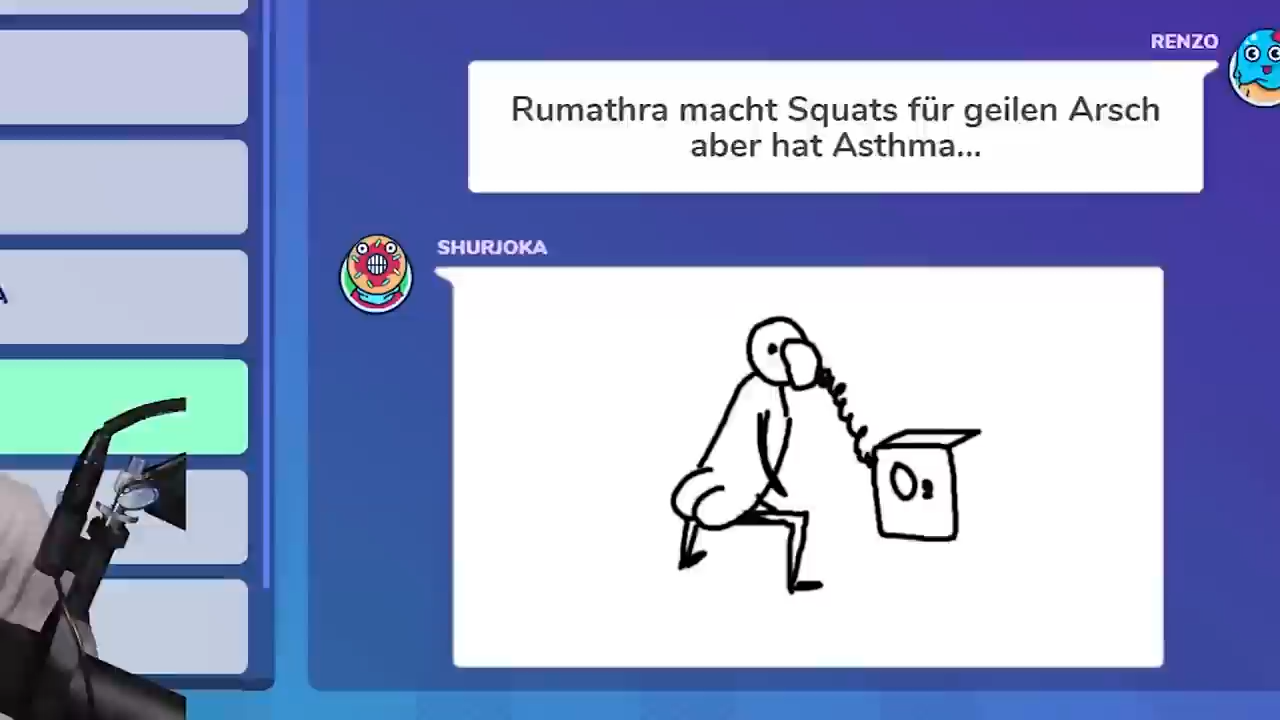 RENZO
Rumathra macht Squats für geilen Arsch
aber hat Asthma...
SHURJOKA
A
O2